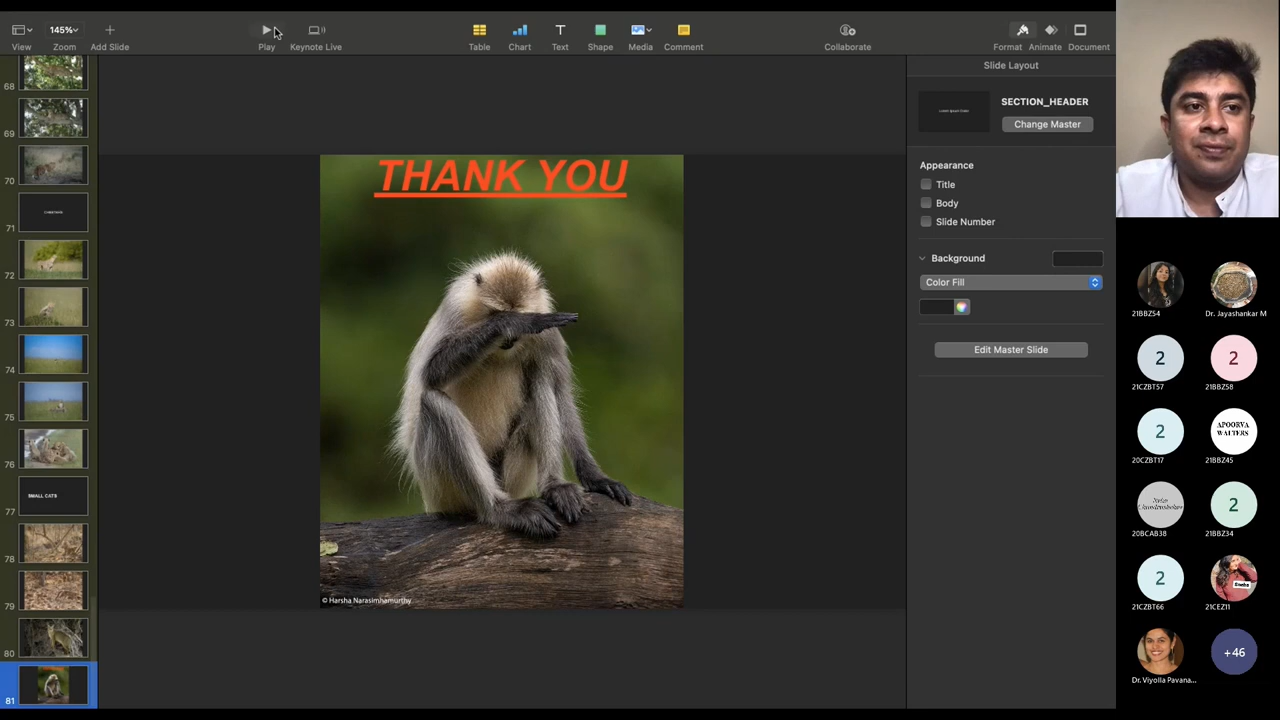 145%
View
Zoom
Add Slide
Play
Keynote Live
Table
Chart
Text
Shape
Media
Comment
Collaborate
Format
Animate
Document
68
69
70
71
72
73
74
75
76
77
SMALL CATS
78
79
80
81
THANK YOU
© Harsha Narasimhamurthy
Slide Layout
SECTION_HEADER
Change Master
Appearance
Title
Body
Slide Number
Background
Color Fill
Edit Master Slide
21BBZ54
Dr. Jayashankar M
2
2
21CZBT57
21BBZ58
2
APOORVA
WALTERS
20CZBT17
21BBZ45
2
20BCAB38
21BBZ34
2
21CZBT66
21CEZ11
+46
Dr. Viyolla Pavana...